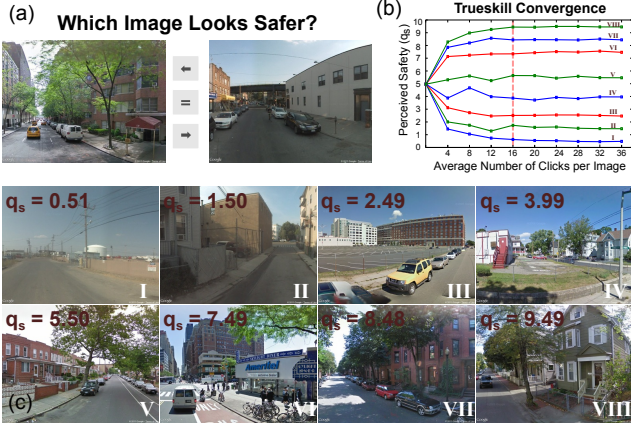 (a)
Which Image Looks Safer?
(b)
Trueskill Convergence
Perceived Safety (qs)
10
9
8
7
6
5
4
3
2
1
0
VIII
VII
VI
V
IV
III
II
I
4 8 12 16 20 24 28 32 36
Average Number of Clicks per Image
qs = 0.51
I
qs = 1.50
II
qs = 2.49
III
qs = 3.99
IV
qs = 5.50
V
(c)
qs = 7.49
VI
qs = 8.48
VII
qs = 9.49
VIII